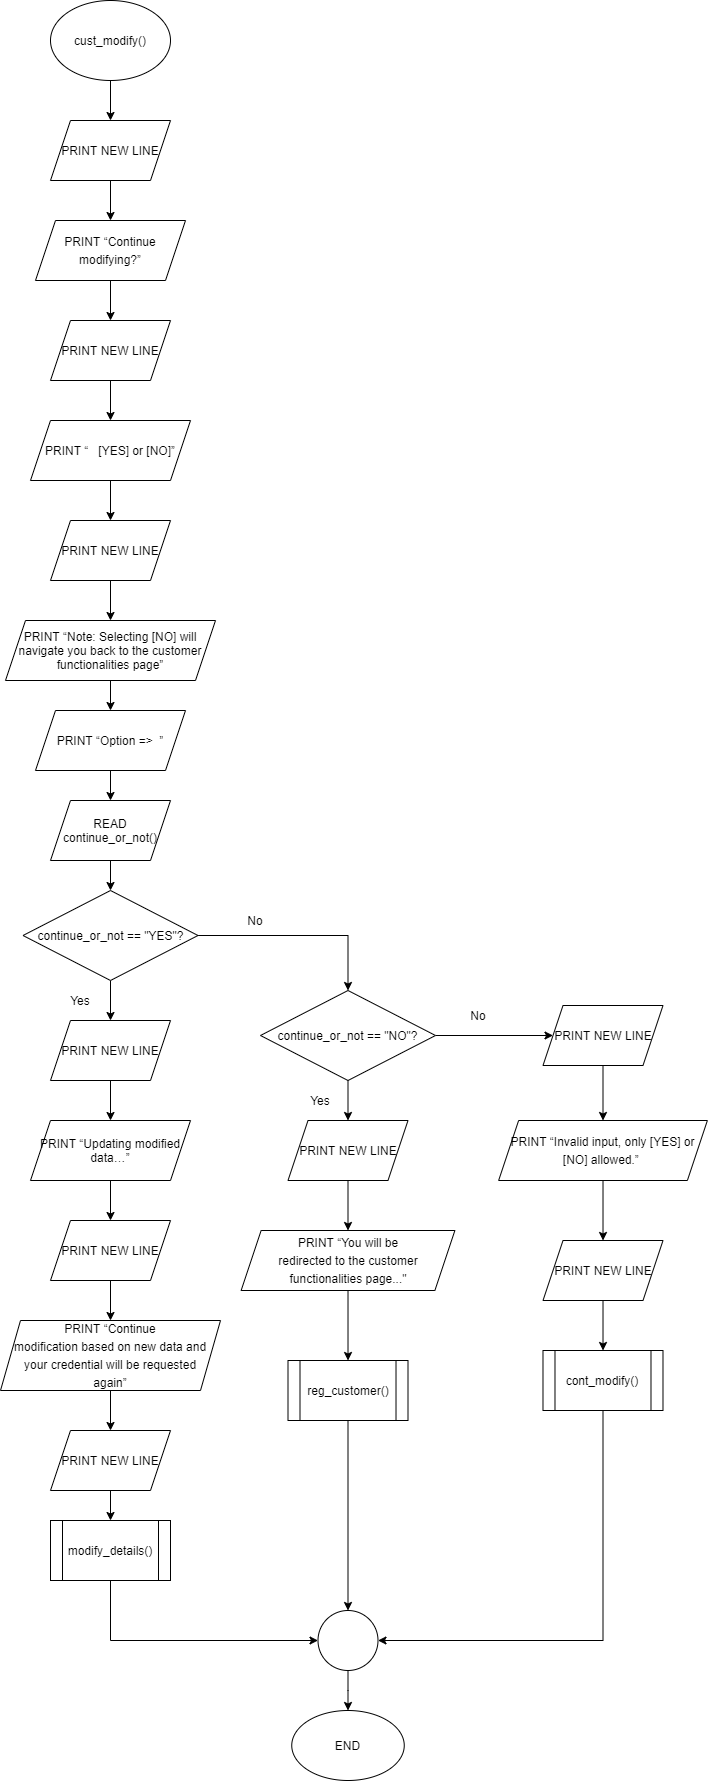 cust_modify()
PRINT NEW LINE
PRINT “Continue
modifying?”
PRINT NEW LINE
PRINT “   [YES] or [NO]”
PRINT NEW LINE
PRINT “Note: Selecting [NO] will
navigate you back to the customer
functionalities page”
PRINT “Option =>  ”
READ
continue_or_not()
continue_or_not == "YES"?
No
Yes
PRINT NEW LINE
PRINT “Updating modified
data…”
PRINT NEW LINE
PRINT “Continue
modification based on new data and
your credential will be requested
again”
PRINT NEW LINE
modify_details()
continue_or_not == "NO"?
No
Yes
PRINT NEW LINE
PRINT “You will be
redirected to the customer
functionalities page..."
reg_customer()
PRINT NEW LINE
PRINT “Invalid input, only [YES] or
[NO] allowed.”
PRINT NEW LINE
cont_modify()
END